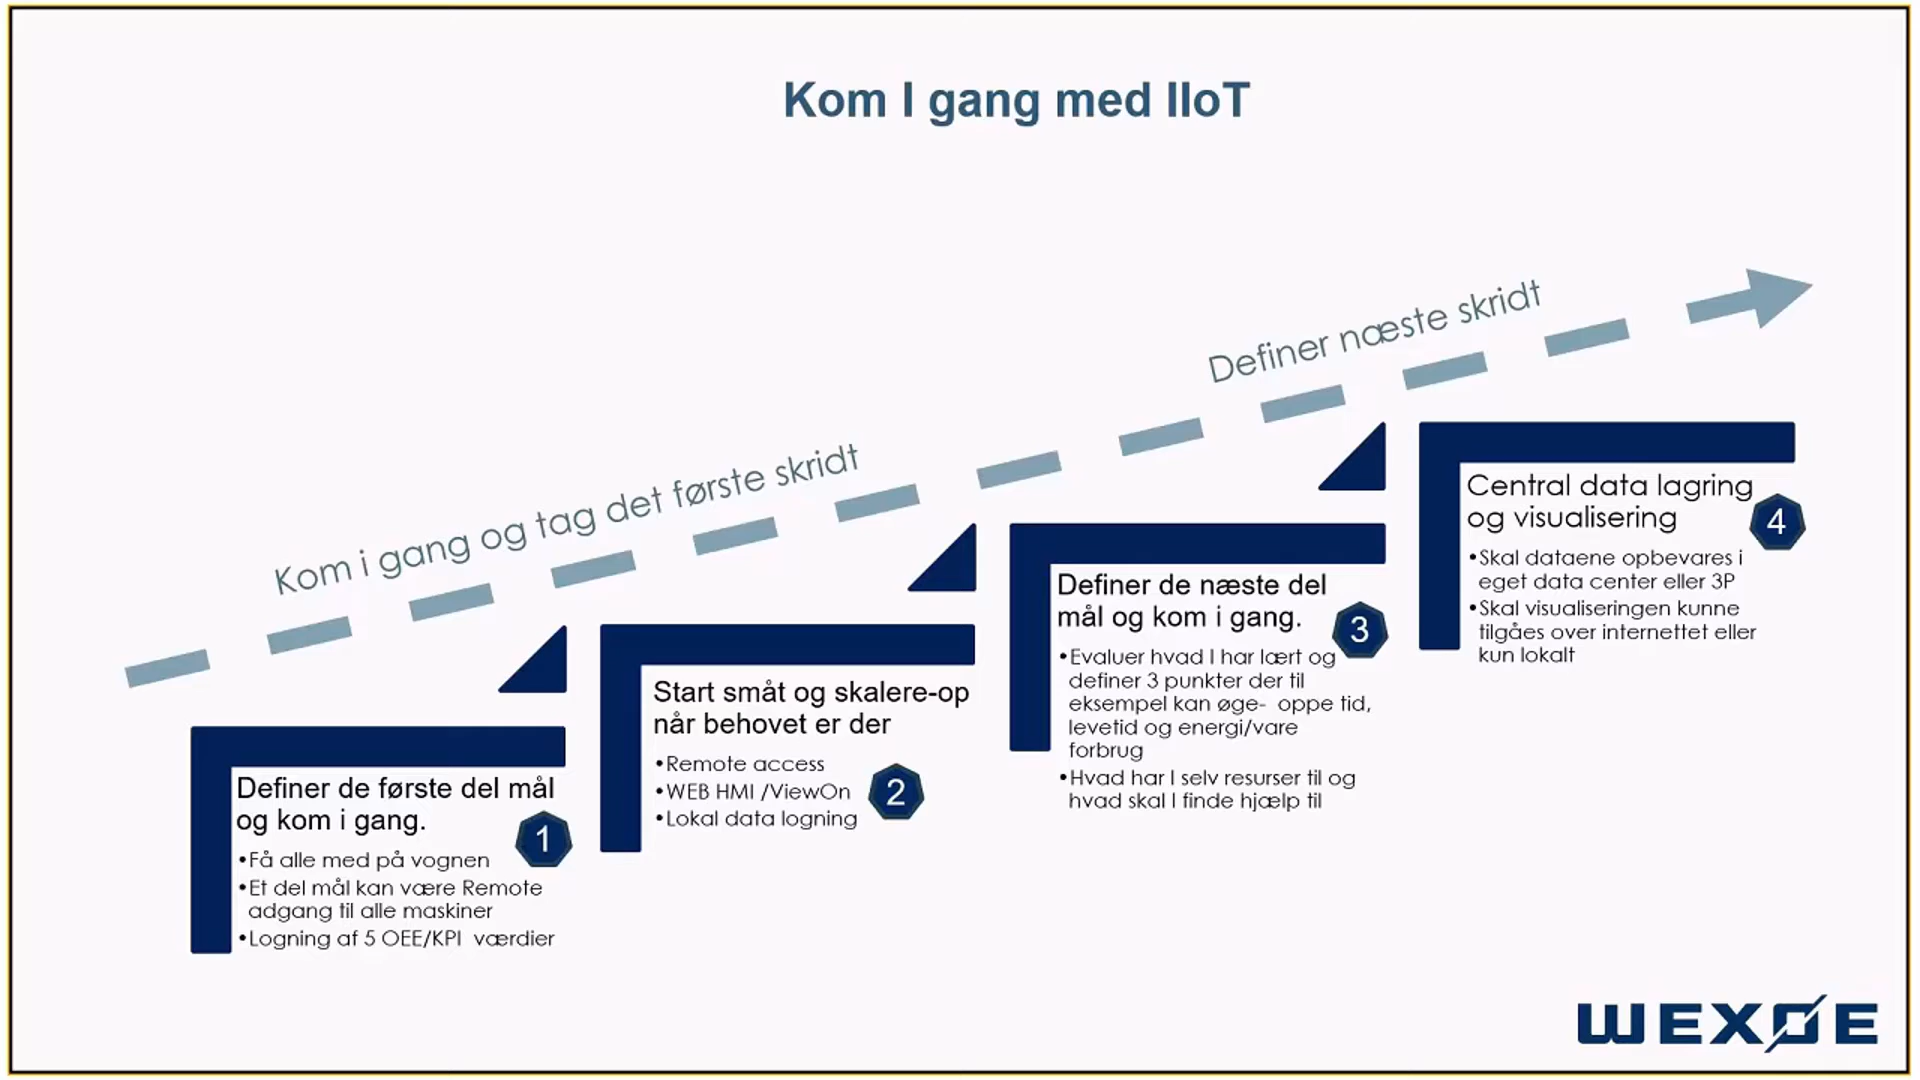 Kom I gang med IIoT
Kom i gang og tag det første skridt
Definer næste skridt
Definer de første del mål
og kom i gang.
1
•Få alle med på vognen
•Et del mål kan være Remote
adgang til alle maskiner
•Logning af 5 OEE/KPI værdier
Start småt og skalere-op
når behovet er der
2
•Remote access
•WEB HMI /ViewOn
•Lokal data logning
Definer de næste del
mål og kom i gang.
3
•Evaluer hvad I har lært og
definer 3 punkter der til
eksempel kan øge- oppe tid,
levetid og energi/vare
forbrug
•Hvad har I selv resurser til og
hvad skal I finde hjælp til
Central data lagring
og visualisering
4
•Skal dataene opbevares i
eget data center eller 3P
•Skal visualiseringen kunne
tilgåes over internettet eller
kun lokalt
WEXØE